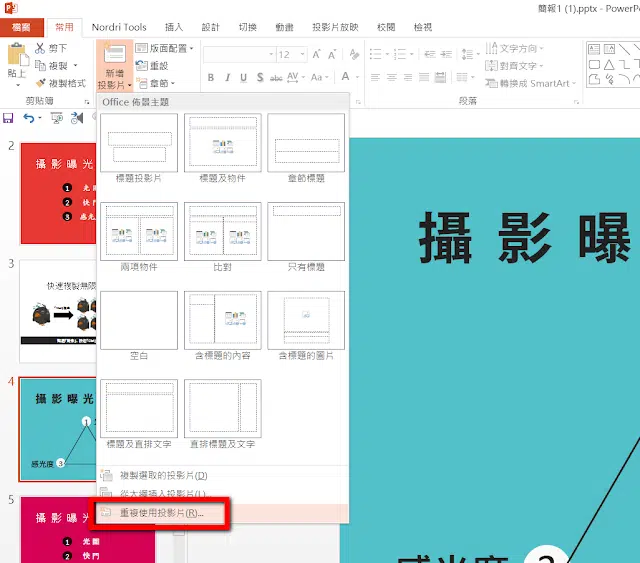 簡報1 (1).pptx - PowerPo
檔案 常用 Nordri Tools 插入 設計 切換 動畫 投影片放映 校閱 檢視
貼上
剪下
複製
複製格式
剪貼簿
新增
投影片
版面配置
重設
章節
12
B I U S abc AV Aa A
文字方向
對齊文字
轉換成 SmartArt
段落
Office 佈景主題
標題投影片 標題及物件 章節標題
兩項物件 比對 只有標題
空白 含標題的內容 含標題的圖片
標題及直排文字 直排標題及文字
複製選取的投影片(D)
從大綱插入投影片(L)...
重複使用投影片(R)...
2
攝影曝光
1 光圈
2 快門
3 感光
3
快速複製無限
4
攝影曝光
1
感光度 3
5
攝影曝光
1 光圈
2 快門
攝影曝
感光度 3